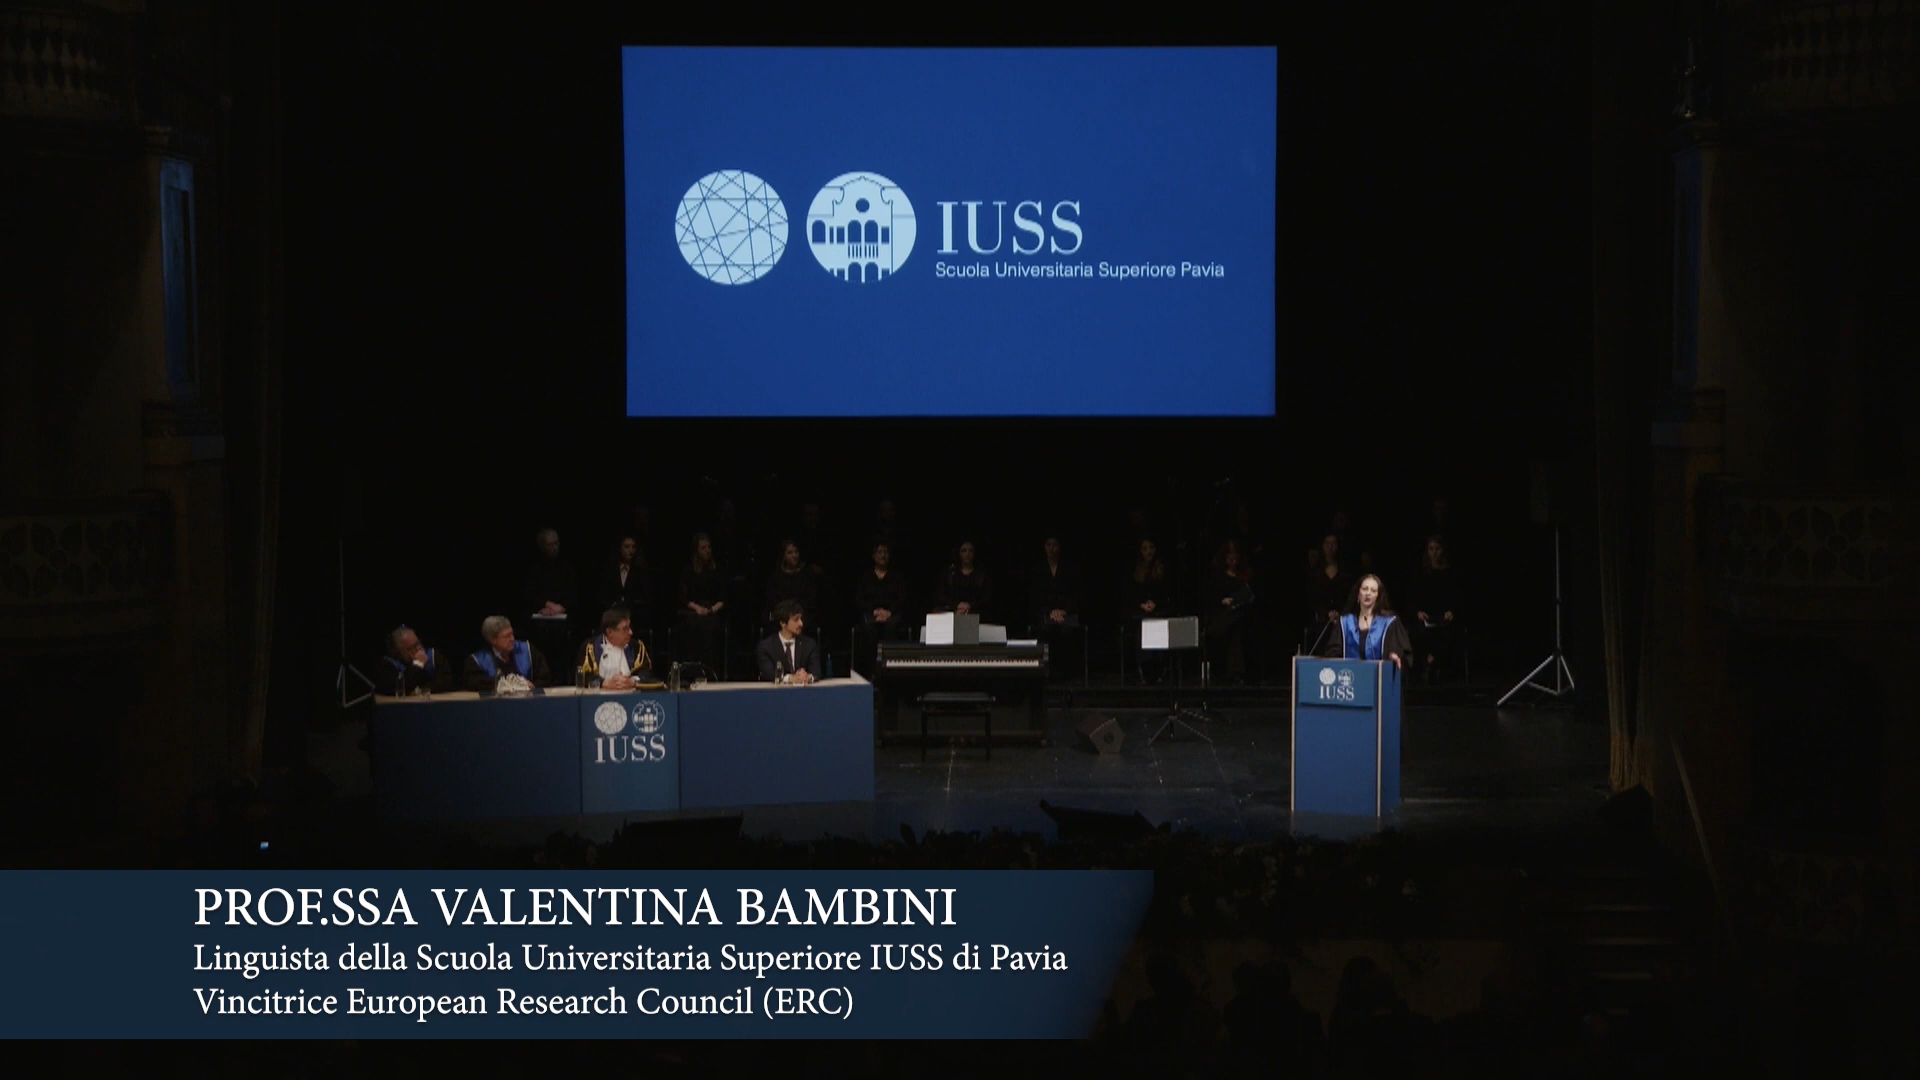 IUSS
Scuola Universitaria Superiore Pavia
IUSS
IUSS
PROF.SSA VALENTINA BAMBINI
Linguista della Scuola Universitaria Superiore IUSS di Pavia
Vincitrice European Research Council (ERC)